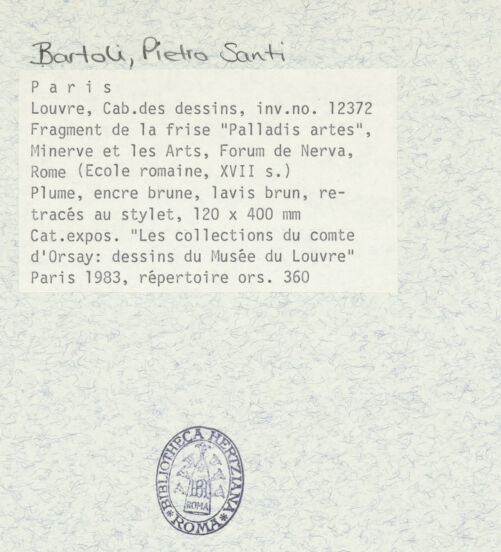 Bartoli, Pietro Santi
Paris
Louvre, Cab.des dessins, inv.no. 12372
Fragment de la frise "Palladis artes",
Minerve et les Arts, Forum de Nerva,
Rome (Ecole romaine, XVII s.)
Plume, encre brune, lavis brun, re-
tracés au stylet, 120 x 400 mm
Cat.expos. "Les collections du comte
d'Orsay: dessins du Musée du Louvre"
Paris 1983, répertoire ors. 360
BIBLIOTHECA HERTZIANA
ROMA
ROMA